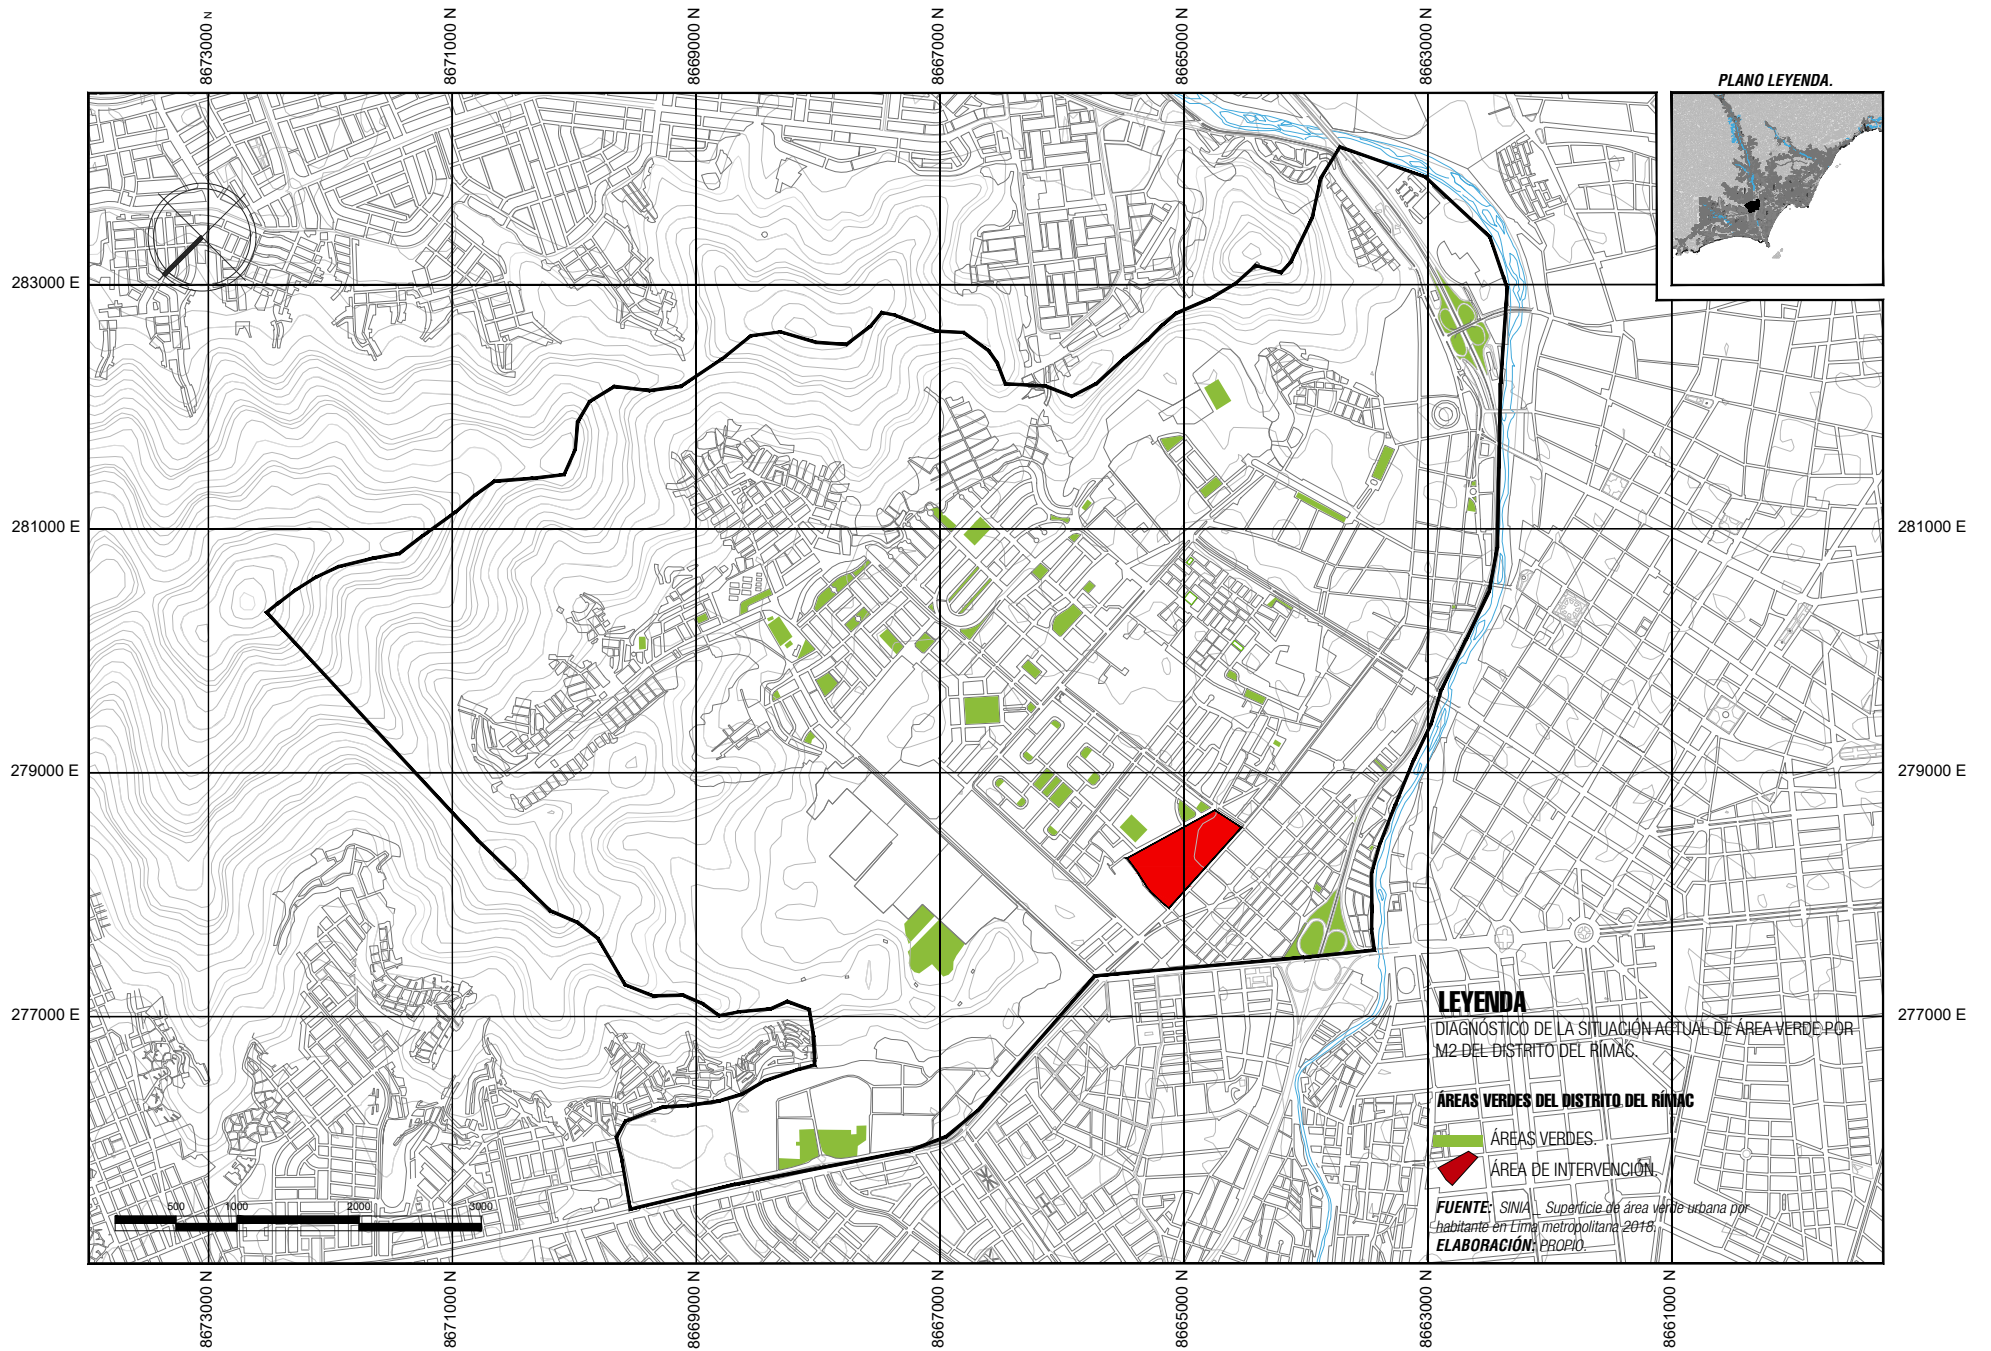 8673000 N
8671000 N
8669000 N
8667000 N
8665000 N
8663000 N
PLANO LEYENDA.
283000 E
281000 E
281000 E
279000 E
279000 E
277000 E
277000 E
LEYENDA
DIAGNÓSTICO DE LA SITUACIÓN ACTUAL DE ÁREA VERDE POR
M2 DEL DISTRITO DEL RÍMAC.
ÁREAS VERDES DEL DISTRITO DEL RÍMAC
ÁREAS VERDES.
ÁREA DE INTERVENCIÓN.
FUENTE: SINIA _ Superficie de área verde urbana por
habitante en Lima metropolitana 2018.
ELABORACIÓN: PROPIO.
500 1000 2000 3000
8673000 N
8671000 N
8669000 N
8667000 N
8665000 N
8663000 N
8661000 N